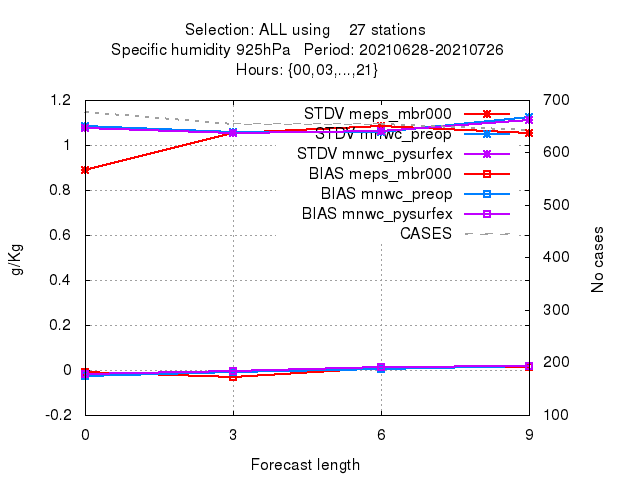 Selection: ALL using 27 stations
Specific humidity 925hPa Period: 20210628-20210726
Hours: {00,03,...,21}
1.2
1
0.8
0.6
0.4
0.2
0
-0.2
g/Kg
STDV meps_mbr000
STDV mnwc_preop
STDV mnwc_pysurfex
BIAS meps_mbr000
BIAS mnwc_preop
BIAS mnwc_pysurfex
CASES
700
600
500
400
300
200
100
No cases
0 3 6 9
Forecast length